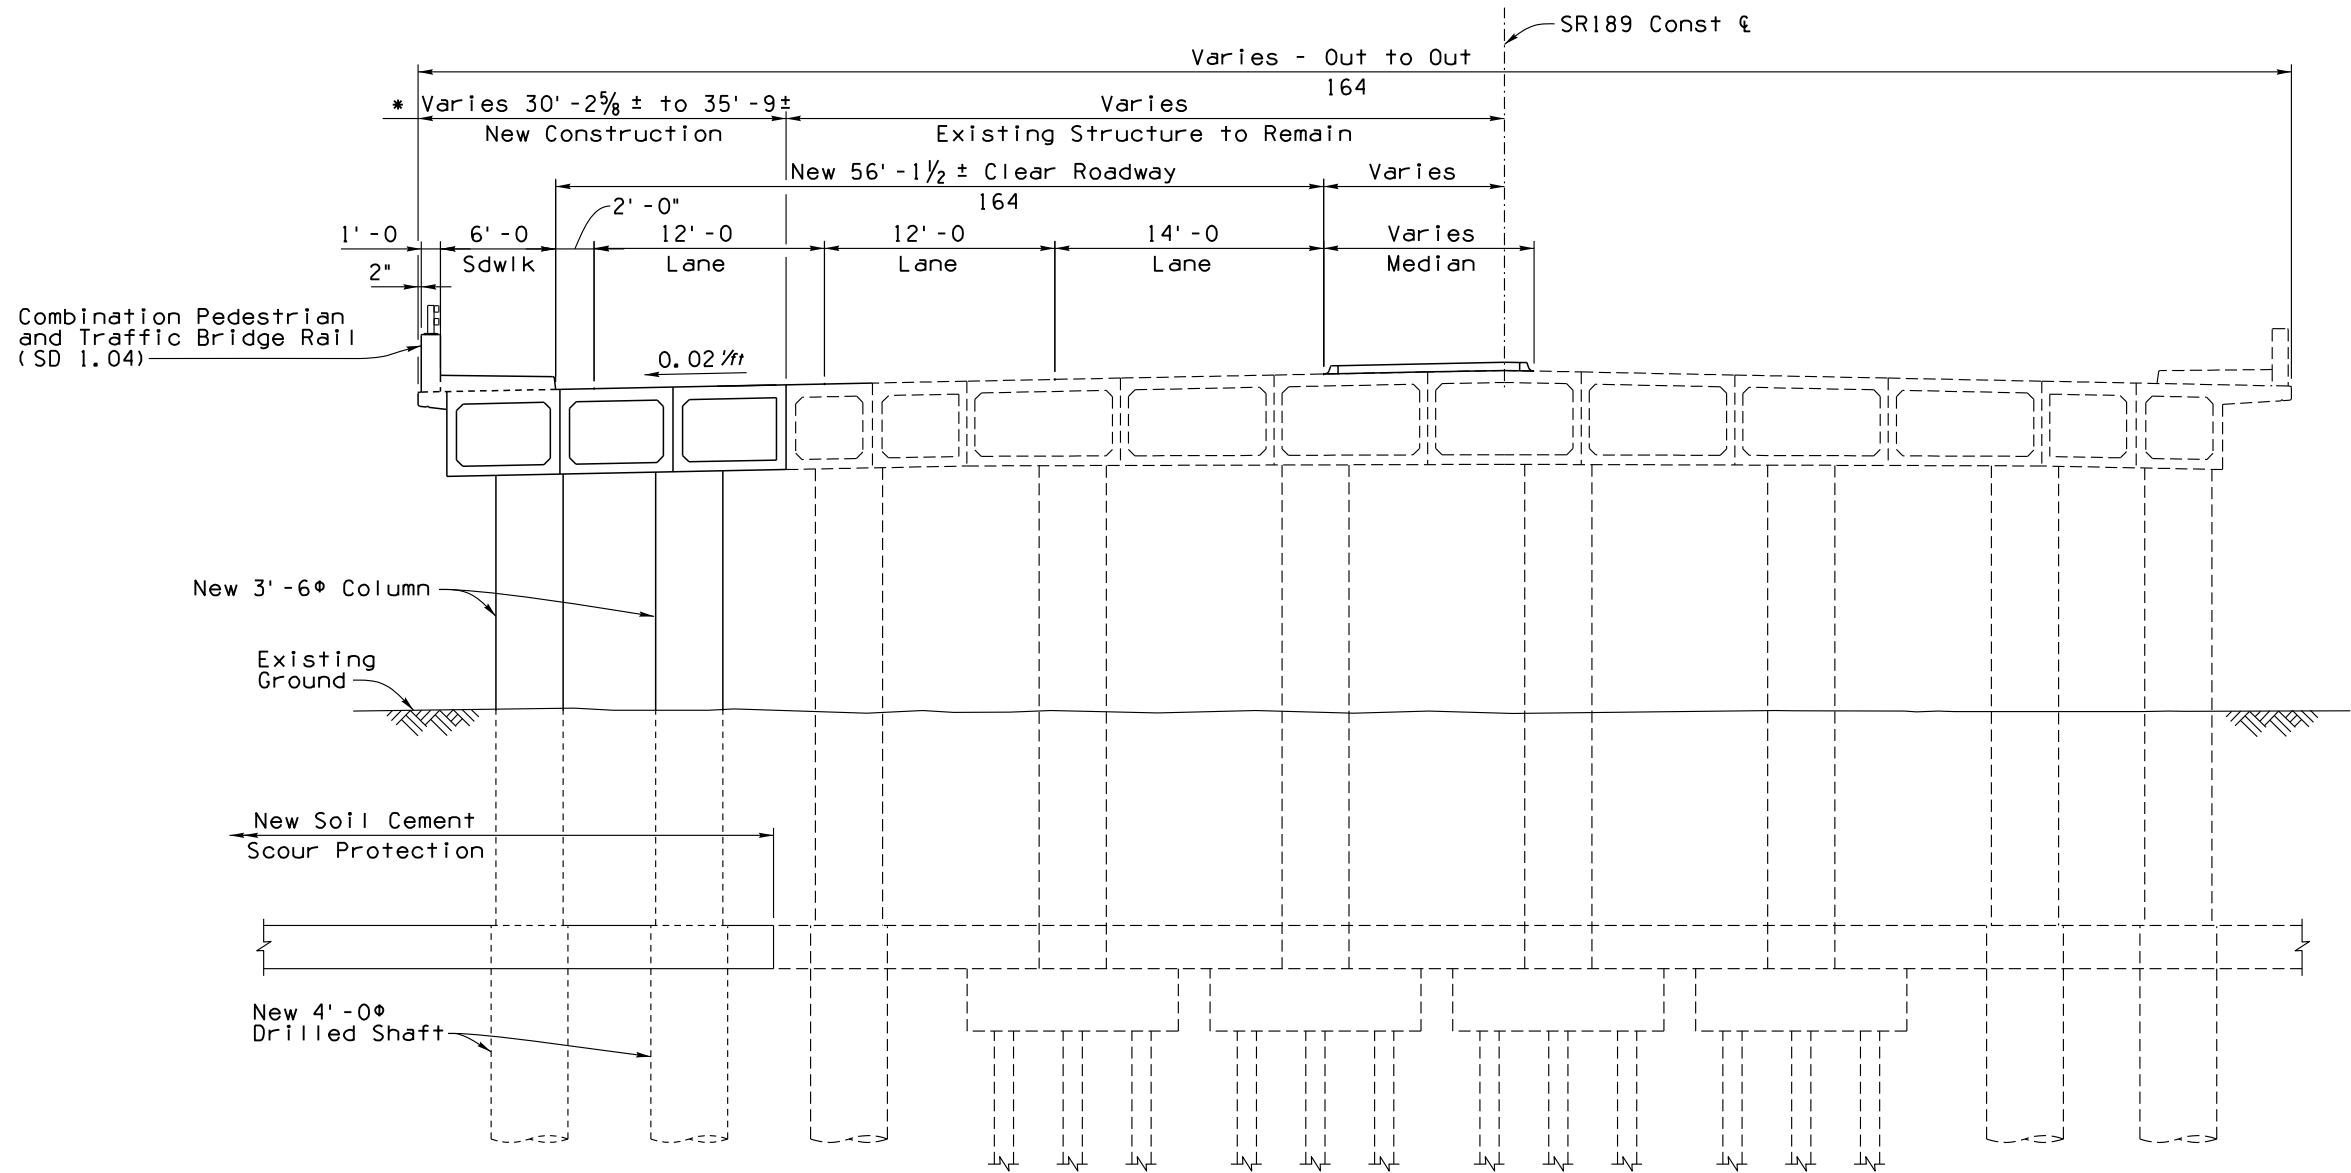 SR189 Const ℄
Varies - Out to Out
164
* Varies 30'-2⅝ ± to 35'-9±
New Construction
Varies
Existing Structure to Remain
New 56'-1½ ± Clear Roadway
164
Varies
2'-0"
1'-0
6'-0
Sdwlk
12'-0
Lane
12'-0
Lane
14'-0
Lane
Varies
Median
2"
Combination Pedestrian
and Traffic Bridge Rail
(SD 1.04)
0.02 '/ft
New 3'-6Φ Column
Existing
Ground
New Soil Cement
Scour Protection
New 4'-0Φ
Drilled Shaft